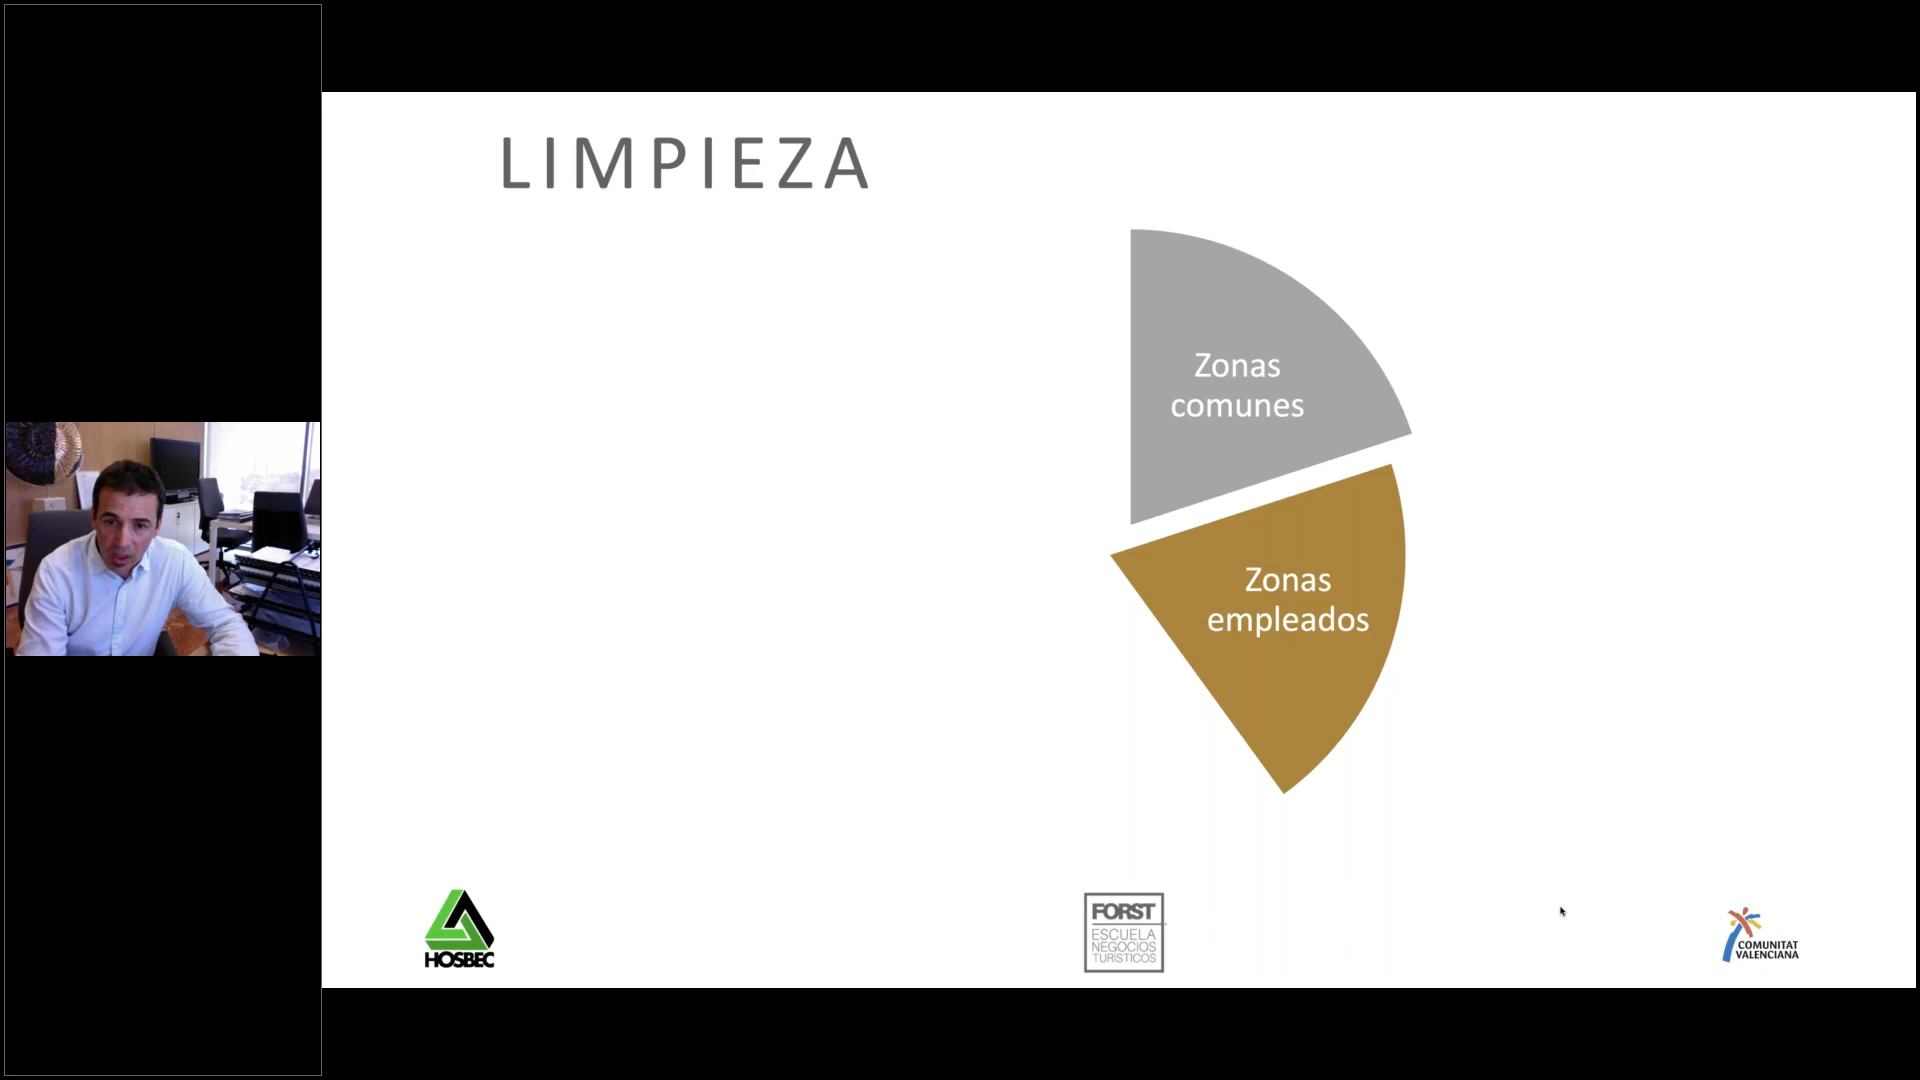 LIMPIEZA
Zonas
comunes
Zonas
empleados
HOSBEC
FORST
ESCUELA
NEGOCIOS
TURÍSTICOS
COMUNITAT
VALENCIANA